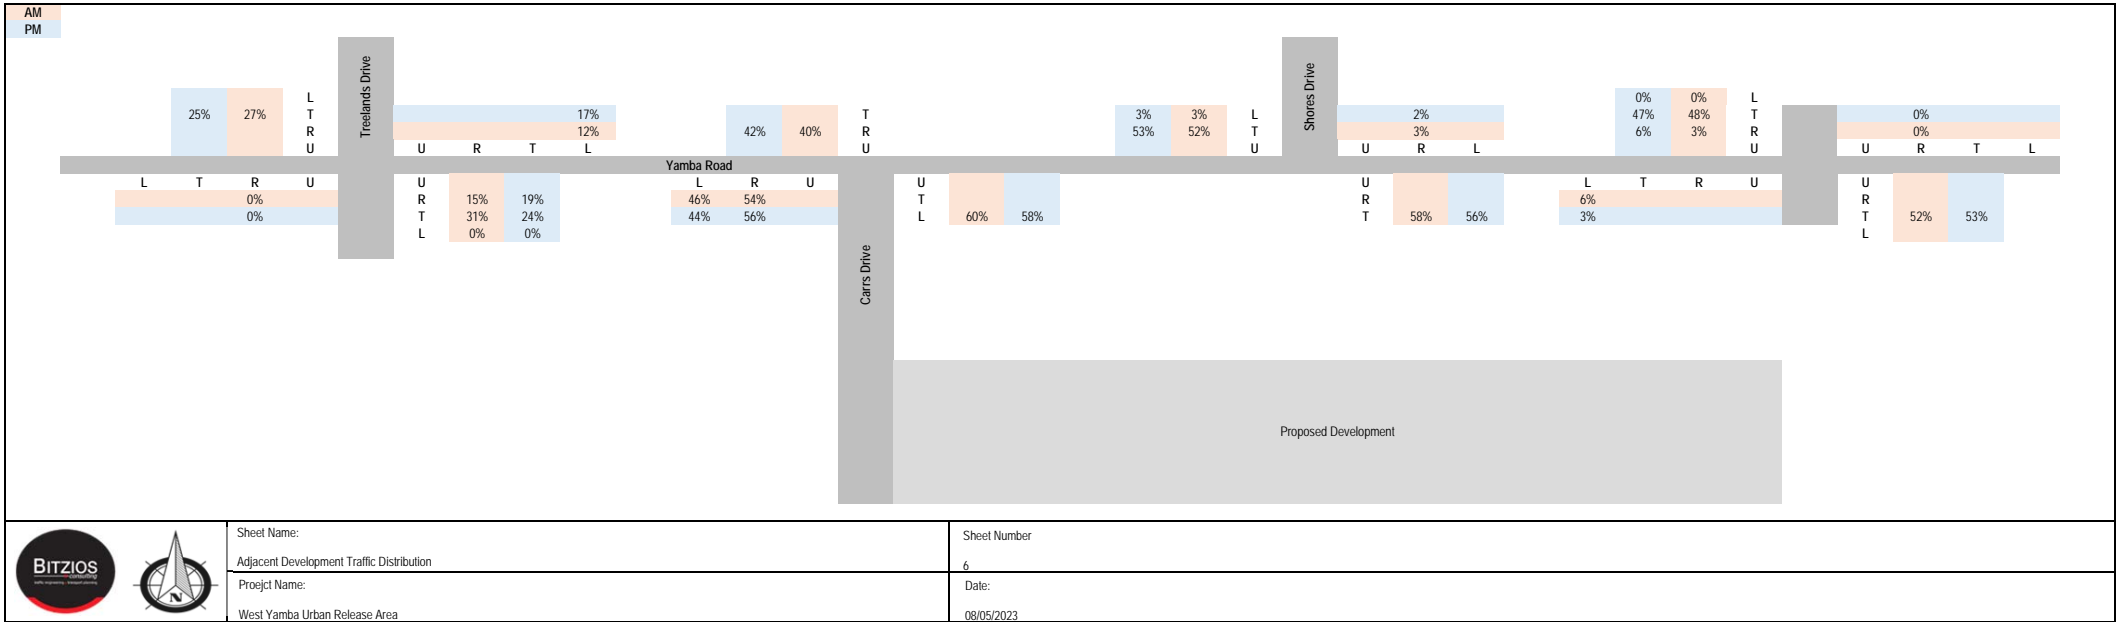 AM
PM
Treelands Drive
Shores Drive
L
25% 27% T
R
U
17%
12%
U R T L
T
42% 40% R
U
3% 3% L
53% 52% T
U
2%
3%
U R L
0% 0% L
47% 48% T
6% 3% R
U
0%
0%
U R T L
Yamba Road
L T R U
0%
0%
U
R 15% 19%
T 31% 24%
L 0% 0%
L R U
46% 54%
44% 56%
U
T
L 60% 58%
U
R
T 58% 56%
L T R U
6%
3%
U
R
T 52% 53%
L
Carrs Drive
Proposed Development
BITZIOS
consulting
N
Sheet Name:
Adjacent Development Traffic Distribution
Sheet Number
6
Proejct Name:
West Yamba Urban Release Area
Date:
08/05/2023